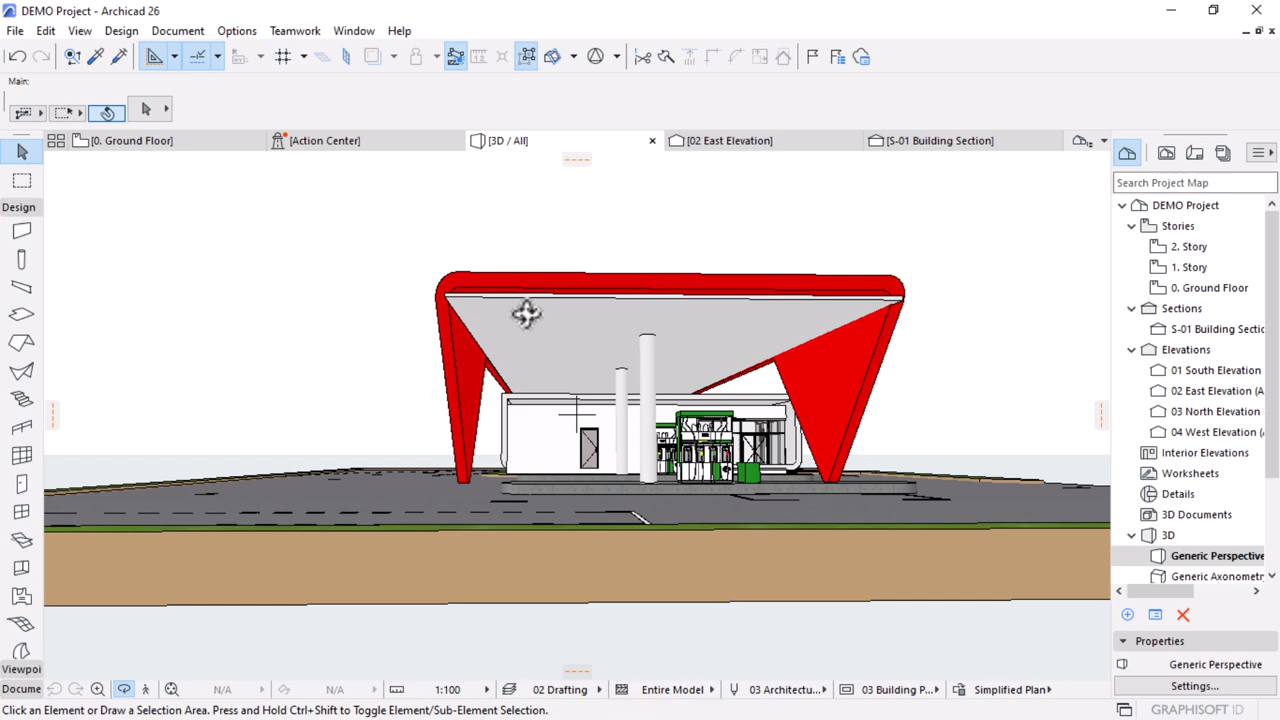 DEMO Project - Archicad 26
File Edit View Design Document Options Teamwork Window Help
Main:
[0. Ground Floor] [Action Center] [3D / All] [02 East Elevation] [S-01 Building Section]
Design
Viewpoi
Docume
Search Project Map
DEMO Project
Stories
2. Story
1. Story
0. Ground Floor
Sections
S-01 Building Sectio
Elevations
01 South Elevation
02 East Elevation (A
03 North Elevation
04 West Elevation (
Interior Elevations
Worksheets
Details
3D Documents
3D
Generic Perspective
Generic Axonometr
Properties
Generic Perspective
Settings...
N/A N/A 1:100 02 Drafting Entire Model 03 Architectu... 03 Building P... Simplified Plan
Click an Element or Draw a Selection Area. Press and Hold Ctrl+Shift to Toggle Element/Sub-Element Selection.
GRAPHISOFT ID